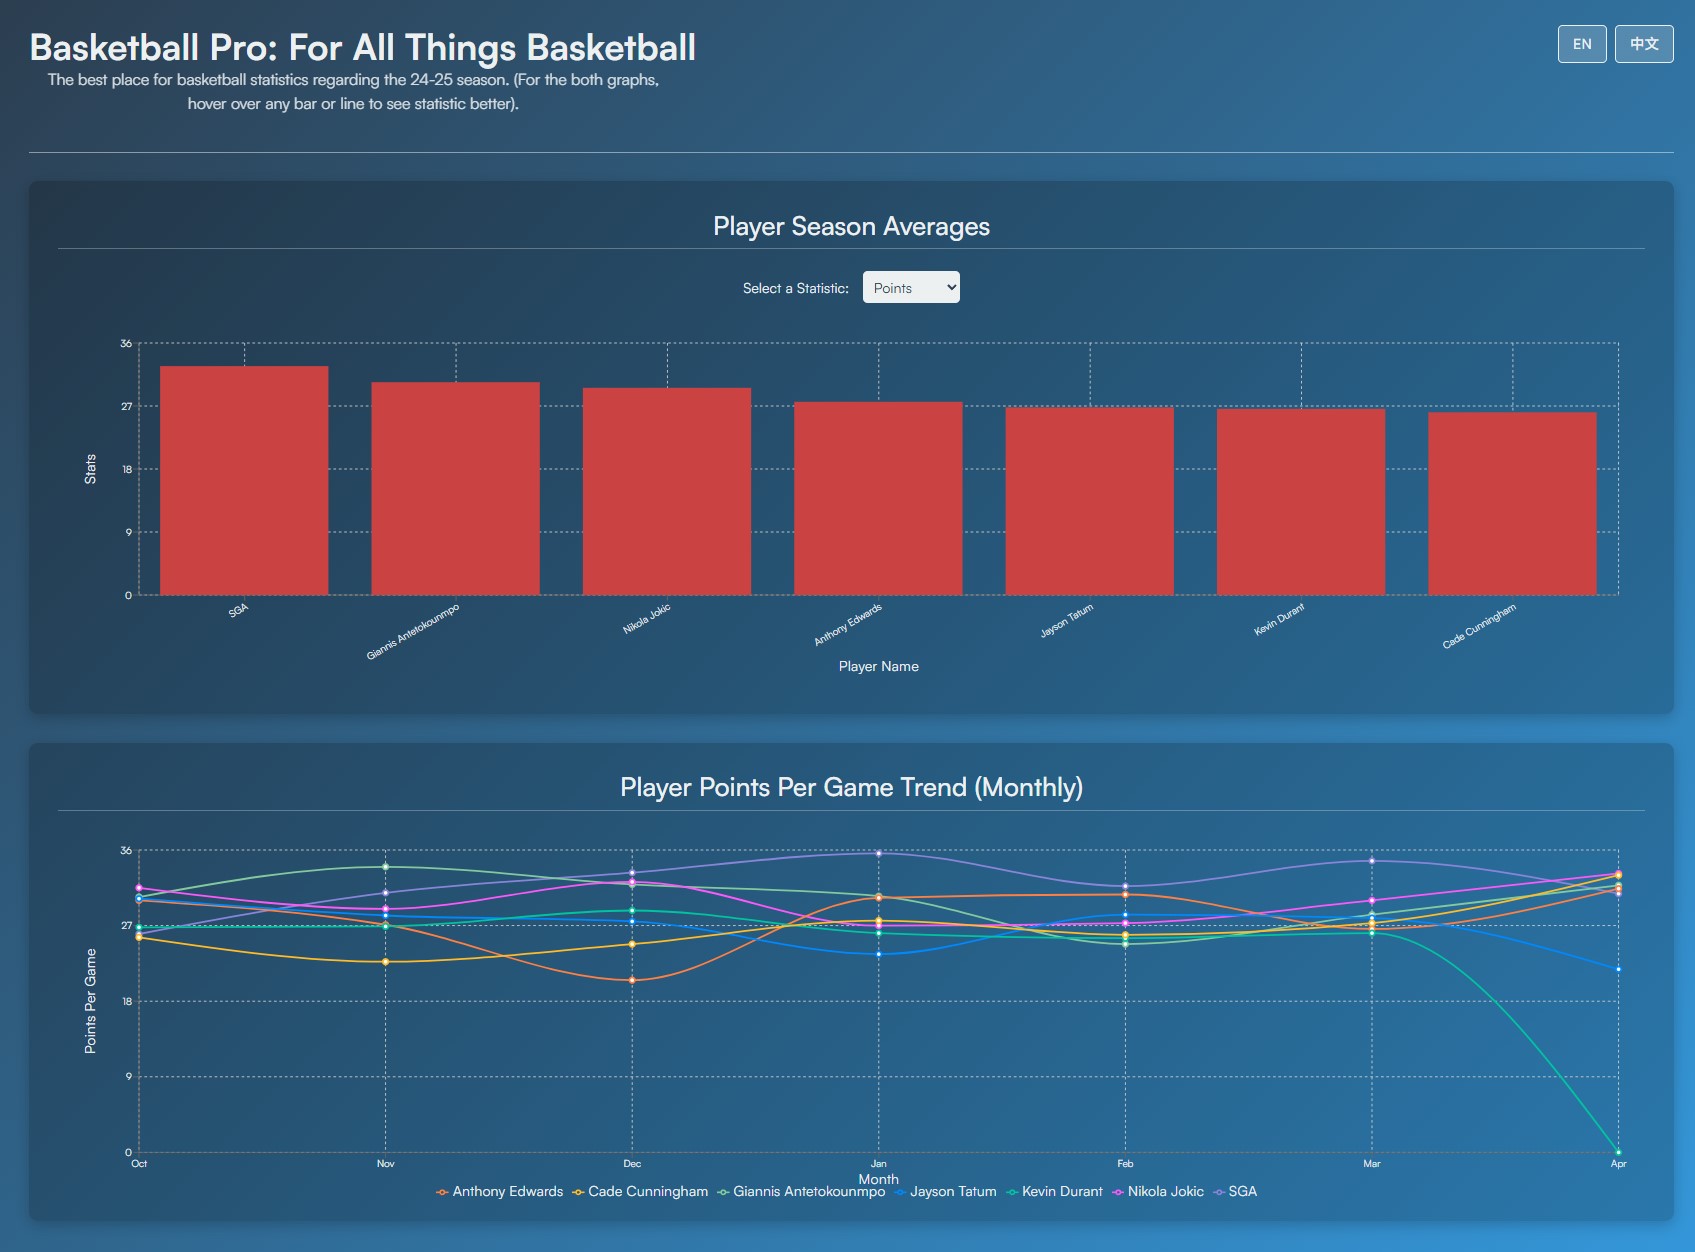 Basketball Pro: For All Things Basketball
The best place for basketball statistics regarding the 24-25 season. (For the both graphs,
hover over any bar or line to see statistic better).
EN
中文
Player Season Averages
Select a Statistic:
Points
36
27
18
9
0
Stats
SGA
Giannis Antetokounmpo
Nikola Jokic
Anthony Edwards
Jayson Tatum
Kevin Durant
Cade Cunningham
Player Name
Player Points Per Game Trend (Monthly)
36
27
18
9
0
Points Per Game
Oct
Nov
Dec
Jan
Feb
Mar
Apr
Month
Anthony Edwards
Cade Cunningham
Giannis Antetokounmpo
Jayson Tatum
Kevin Durant
Nikola Jokic
SGA